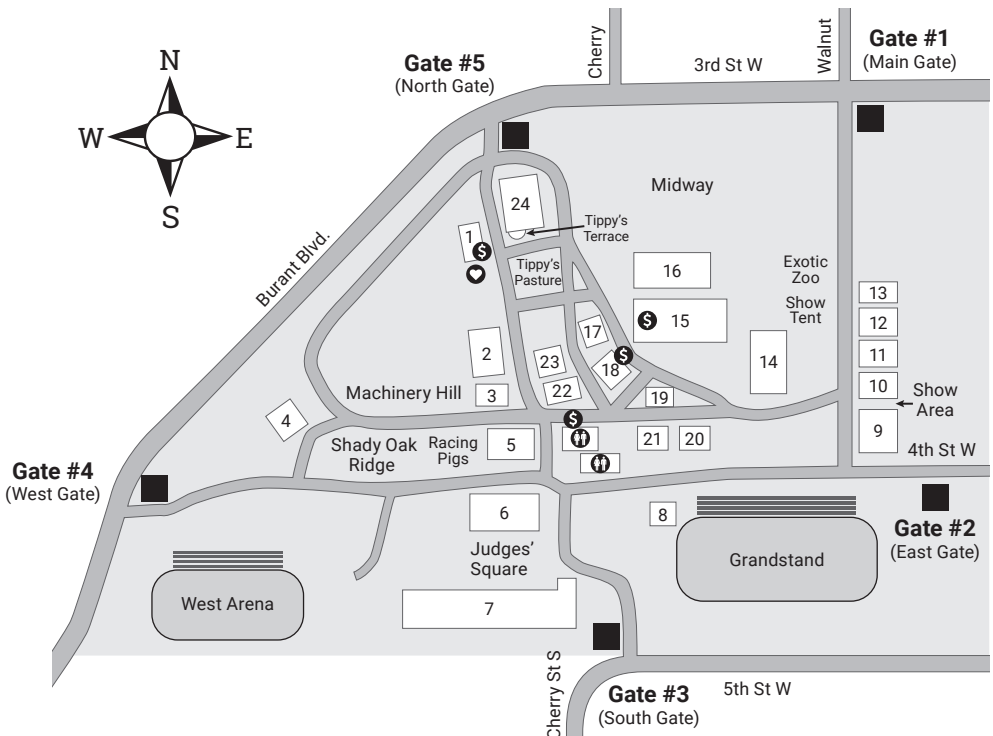 Cherry
Walnut
Gate #1
(Main Gate)
3rd St W
Gate #5
(North Gate)
N
W
E
S
Midway
24
Tippy's
Terrace
1
$
Tippy's
Pasture
Burant Blvd.
16
Exotic
Zoo
Show
Tent
13
12
11
10
9
Show
Area
$ 15
17
14
2
23
18
$
22
3
Machinery Hill
19
4
$
Shady Oak
Ridge
Racing
Pigs
5
21
20
4th St W
Gate #4
(West Gate)
6
8
Gate #2
(East Gate)
Judges'
Square
Grandstand
West Arena
7
Cherry St S
Gate #3
(South Gate)
5th St W